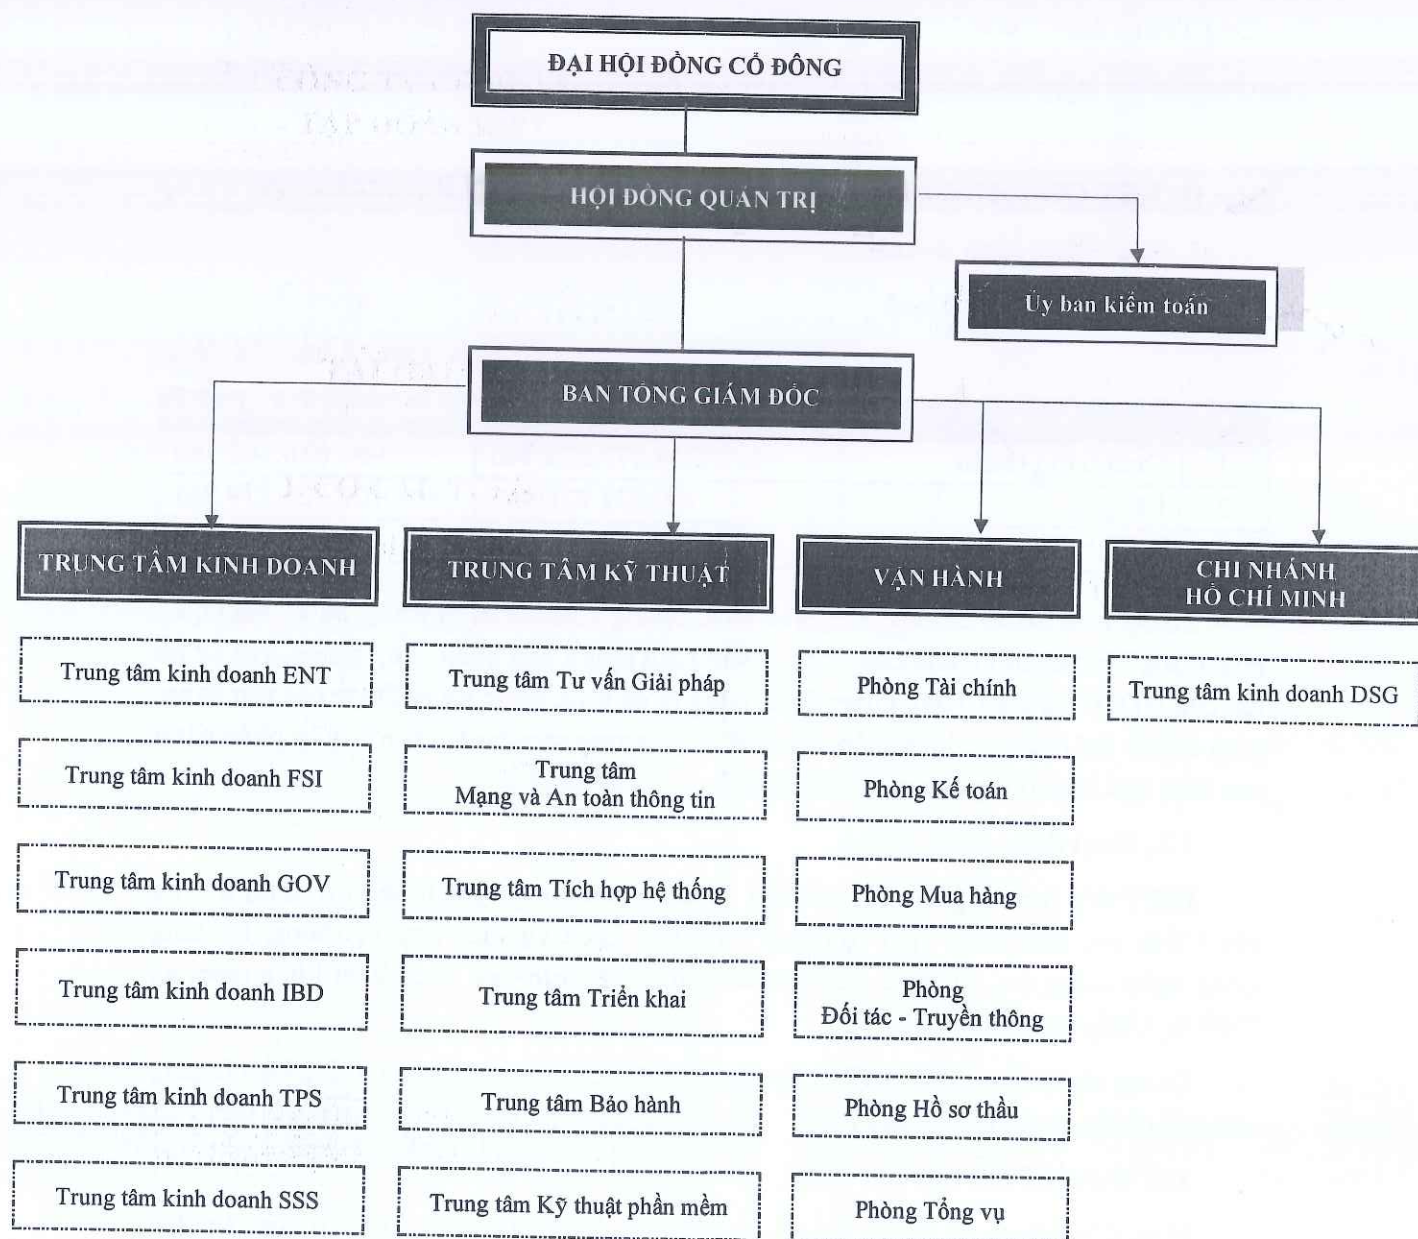 ĐẠI HỘI ĐỒNG CỔ ĐÔNG
HỘI ĐỒNG QUẢN TRỊ
Ủy ban kiểm toán
BAN TỔNG GIÁM ĐỐC
TRUNG TÂM KINH DOANH
TRUNG TÂM KỸ THUẬT
VẬN HÀNH
CHI NHÁNH
HỒ CHÍ MINH
Trung tâm kinh doanh ENT
Trung tâm Tư vấn Giải pháp
Phòng Tài chính
Trung tâm kinh doanh DSG
Trung tâm kinh doanh FSI
Trung tâm
Mạng và An toàn thông tin
Phòng Kế toán
Trung tâm kinh doanh GOV
Trung tâm Tích hợp hệ thống
Phòng Mua hàng
Trung tâm kinh doanh IBD
Trung tâm Triển khai
Phòng
Đối tác - Truyền thông
Trung tâm kinh doanh TPS
Trung tâm Bảo hành
Phòng Hồ sơ thầu
Trung tâm kinh doanh SSS
Trung tâm Kỹ thuật phần mềm
Phòng Tổng vụ